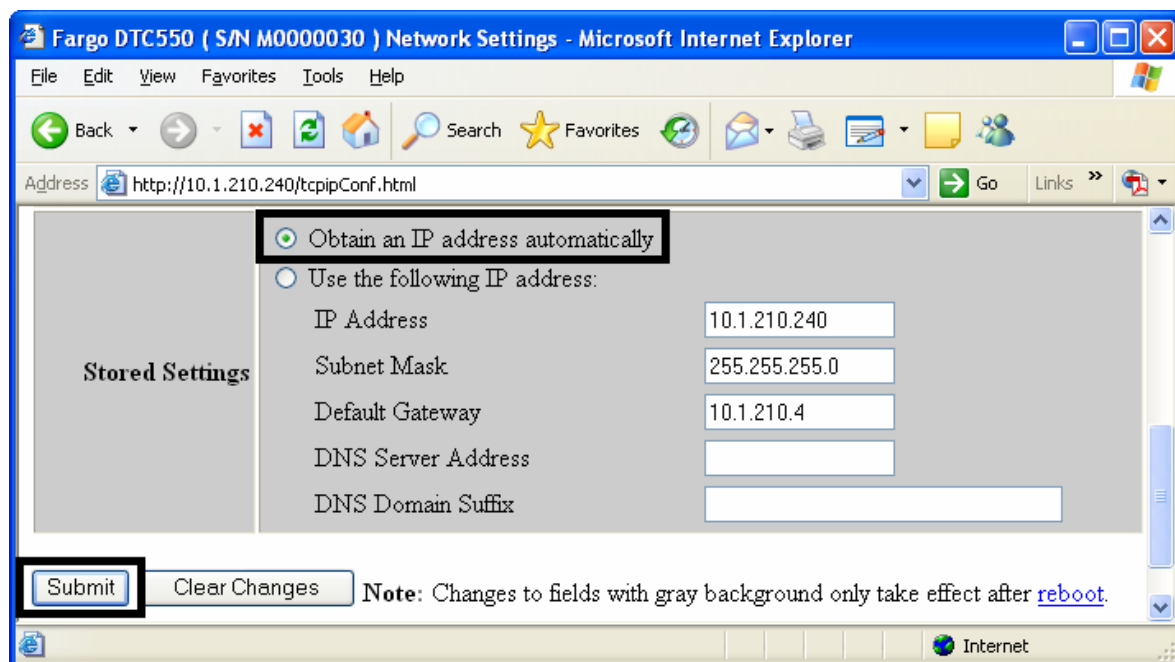 Fargo DTC550 ( S/N M0000030 ) Network Settings - Microsoft Internet Explorer
File Edit View Favorites Tools Help
Back Search Favorites
Address http://10.1.210.240/tcpipConf.html Go Links »
Obtain an IP address automatically
Use the following IP address:
IP Address 10.1.210.240
Stored Settings Subnet Mask 255.255.255.0
Default Gateway 10.1.210.4
DNS Server Address
DNS Domain Suffix
Submit Clear Changes Note: Changes to fields with gray background only take effect after reboot.
Internet